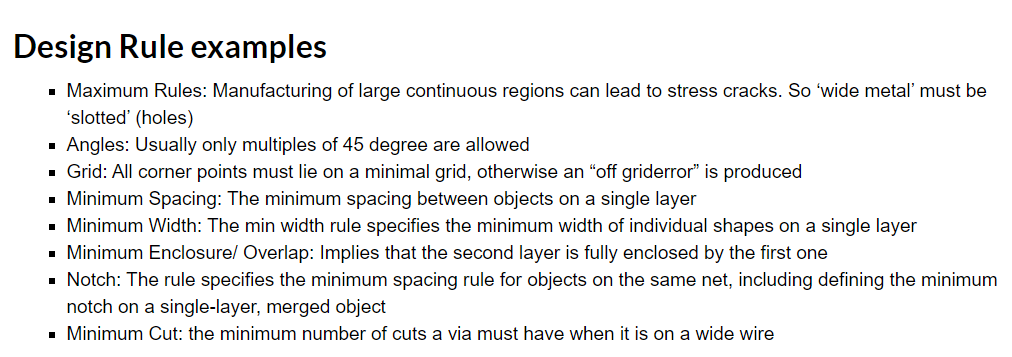 Design Rule examples
▪ Maximum Rules: Manufacturing of large continuous regions can lead to stress cracks. So ‘wide metal’ must be
‘slotted’ (holes)
▪ Angles: Usually only multiples of 45 degree are allowed
▪ Grid: All corner points must lie on a minimal grid, otherwise an “off griderror” is produced
▪ Minimum Spacing: The minimum spacing between objects on a single layer
▪ Minimum Width: The min width rule specifies the minimum width of individual shapes on a single layer
▪ Minimum Enclosure/ Overlap: Implies that the second layer is fully enclosed by the first one
▪ Notch: The rule specifies the minimum spacing rule for objects on the same net, including defining the minimum
notch on a single-layer, merged object
▪ Minimum Cut: the minimum number of cuts a via must have when it is on a wide wire